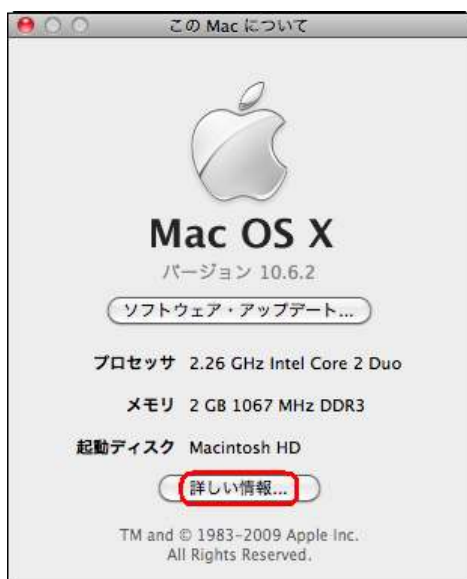 この Mac について
Mac OS X
バージョン 10.6.2
ソフトウェア・アップデート...
プロセッサ 2.26 GHz Intel Core 2 Duo
メモリ 2 GB 1067 MHz DDR3
起動ディスク Macintosh HD
詳しい情報...
TM and © 1983–2009 Apple Inc.
All Rights Reserved.